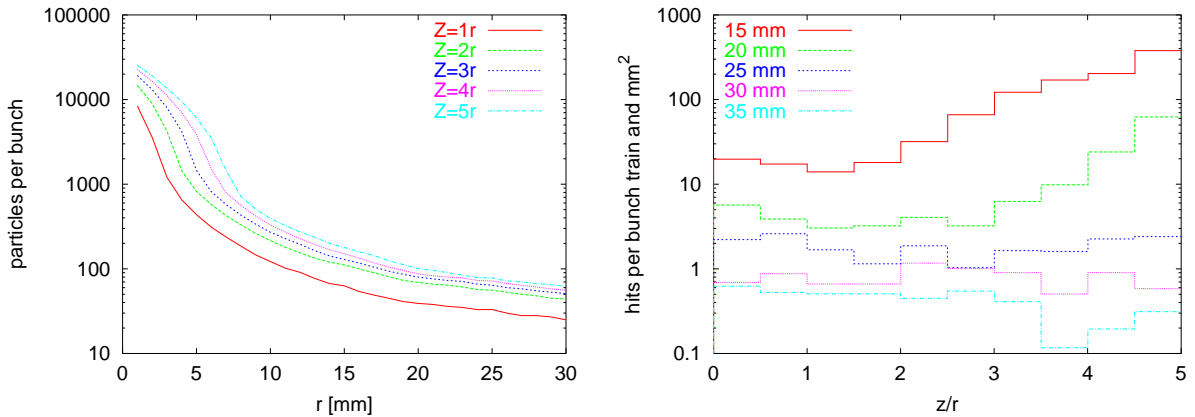 particles per bunch
100000
10000
1000
100
10
0
5
10
15
20
25
30
r [mm]
Z=1r
Z=2r
Z=3r
Z=4r
Z=5r
hits per bunch train and mm²
1000
100
10
1
0.1
0
1
2
3
4
5
z/r
15 mm
20 mm
25 mm
30 mm
35 mm